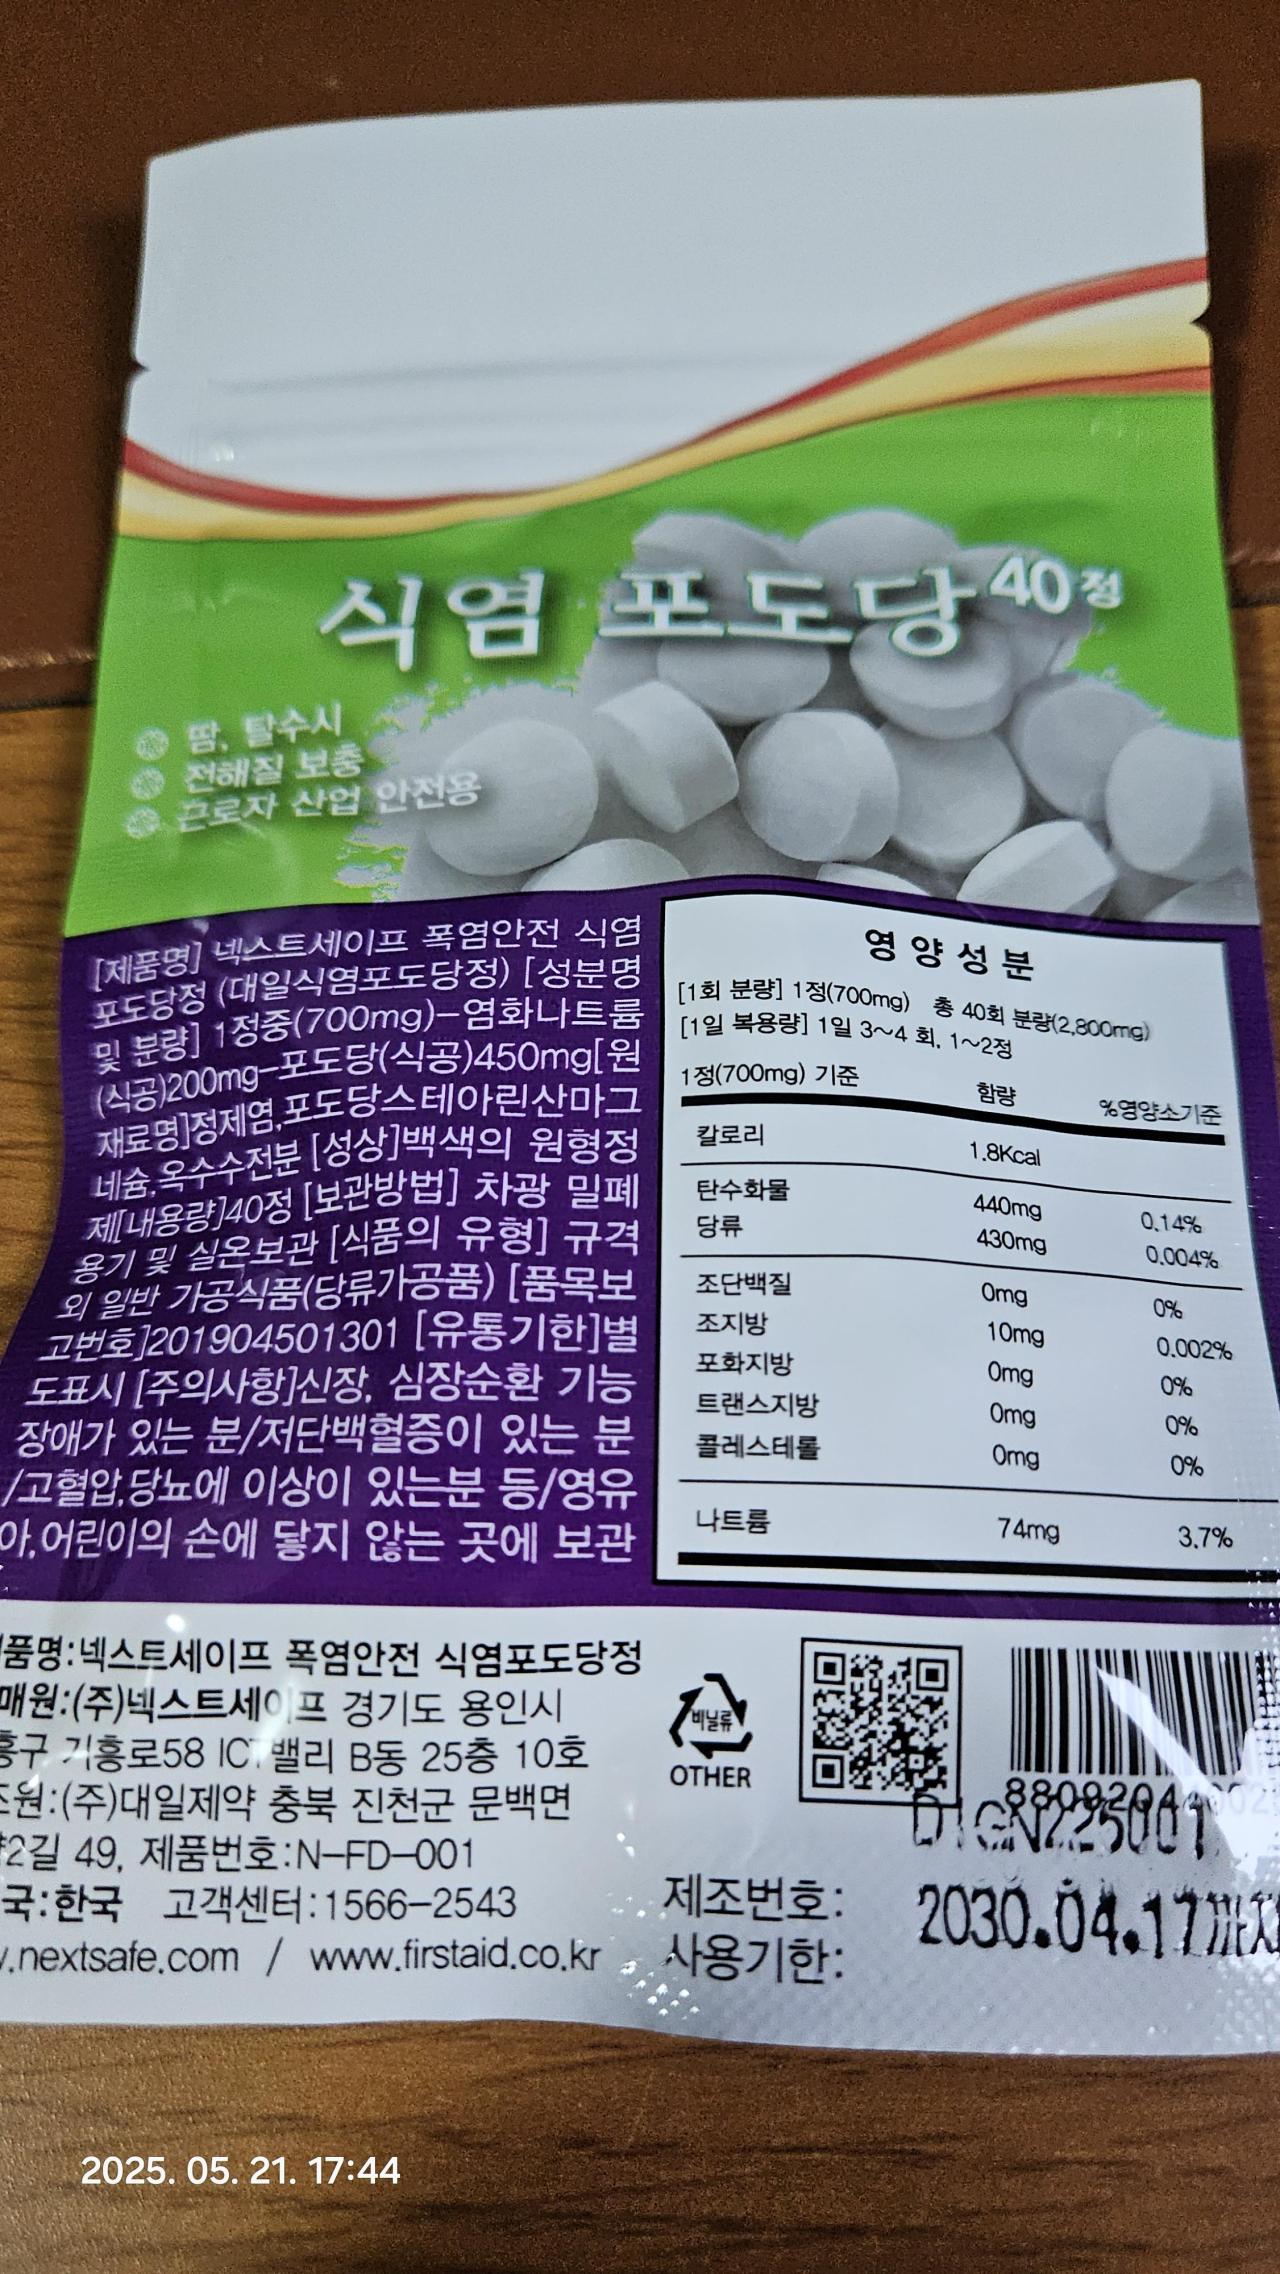 식염 포도당 40정
땀, 탈수시
전해질 보충
근로자 산업 안전용
[제품명] 넥스트세이프 폭염안전 식염
포도당정 (대일식염포도당정) [성분명
및 분량] 1정중(700mg)-염화나트륨
(식공)200mg-포도당(식공)450mg[원
재료명]정제염,포도당스테아린산마그
네슘,옥수수전분 [성상]백색의 원형정
제[내용량]40정 [보관방법] 차광 밀폐
용기 및 실온보관 [식품의 유형] 규격
외 일반 가공식품(당류가공품) [품목보
고번호]201904501301 [유통기한]별
도표시 [주의사항]신장, 심장순환 기능
장애가 있는 분/저단백혈증이 있는 분
/고혈압,당뇨에 이상이 있는분 등/영유
아,어린이의 손에 닿지 않는 곳에 보관
영양성분
[1회 분량] 1정(700mg) 총 40회 분량(2,800mg)
[1일 복용량] 1일 3~4 회, 1~2정
1정(700mg) 기준 함량 %영양소기준
칼로리 1.8Kcal
탄수화물 440mg 0.14%
당류 430mg 0.004%
조단백질 0mg 0%
조지방 10mg 0.002%
포화지방 0mg 0%
트랜스지방 0mg 0%
콜레스테롤 0mg 0%
나트륨 74mg 3.7%
품명:넥스트세이프 폭염안전 식염포도당정
매원:(주)넥스트세이프 경기도 용인시
흥구 기흥로58 ICT밸리 B동 25층 10호
조원:(주)대일제약 충북 진천군 문백면
2길 49, 제품번호:N-FD-001
국:한국 고객센터:1566-2543
.nextsafe.com / www.firstaid.co.kr
비닐류
OTHER
제조번호:
사용기한: 2030.04.17까지
2025. 05. 21. 17:44